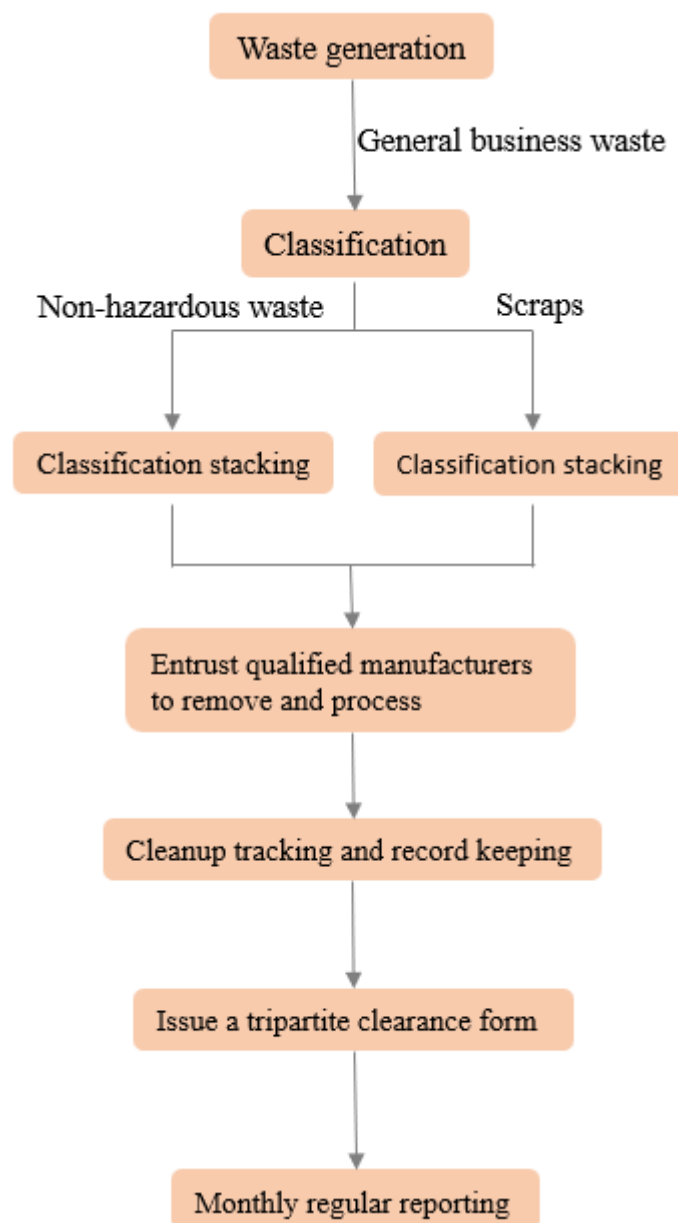 Waste generation
General business waste
Classification
Non-hazardous waste
Scraps
Classification stacking
Classification stacking
Entrust qualified manufacturers
to remove and process
Cleanup tracking and record keeping
Issue a tripartite clearance form
Monthly regular reporting